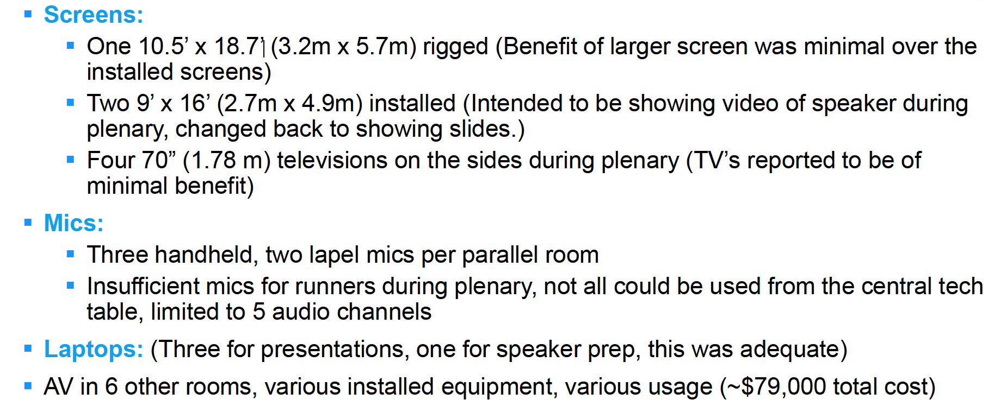 ▪ Screens:
▪ One 10.5’ x 18.7’ (3.2m x 5.7m) rigged (Benefit of larger screen was minimal over the
installed screens)
▪ Two 9’ x 16’ (2.7m x 4.9m) installed (Intended to be showing video of speaker during
plenary, changed back to showing slides.)
▪ Four 70” (1.78 m) televisions on the sides during plenary (TV’s reported to be of
minimal benefit)
▪ Mics:
▪ Three handheld, two lapel mics per parallel room
▪ Insufficient mics for runners during plenary, not all could be used from the central tech
table, limited to 5 audio channels
▪ Laptops: (Three for presentations, one for speaker prep, this was adequate)
▪ AV in 6 other rooms, various installed equipment, various usage (~$79,000 total cost)